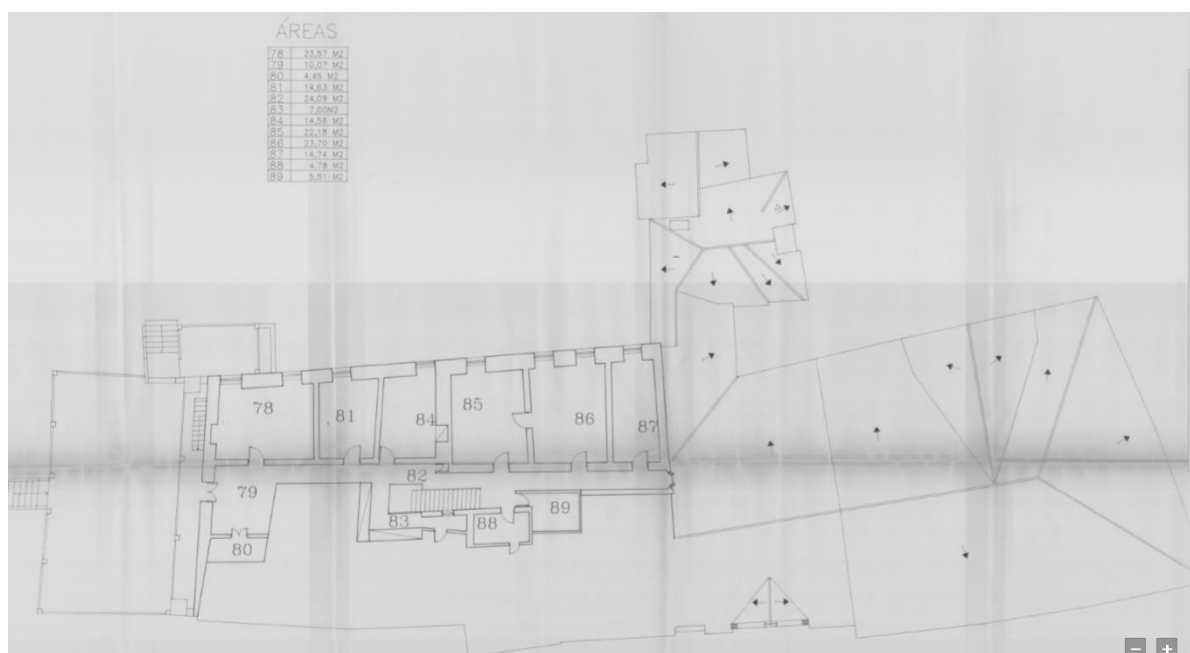 ÁREAS
78 23,57 M2
79 10,07 M2
80 4,45 M2
81 14,63 M2
82 24,09 M2
83 7,00M2
84 14,56 M2
85 22,18 M2
86 23,70 M2
87 14,74 M2
88 4,78 M2
89 5,51 M2
78
81
84
85
86
87
82
79
83
88
89
80